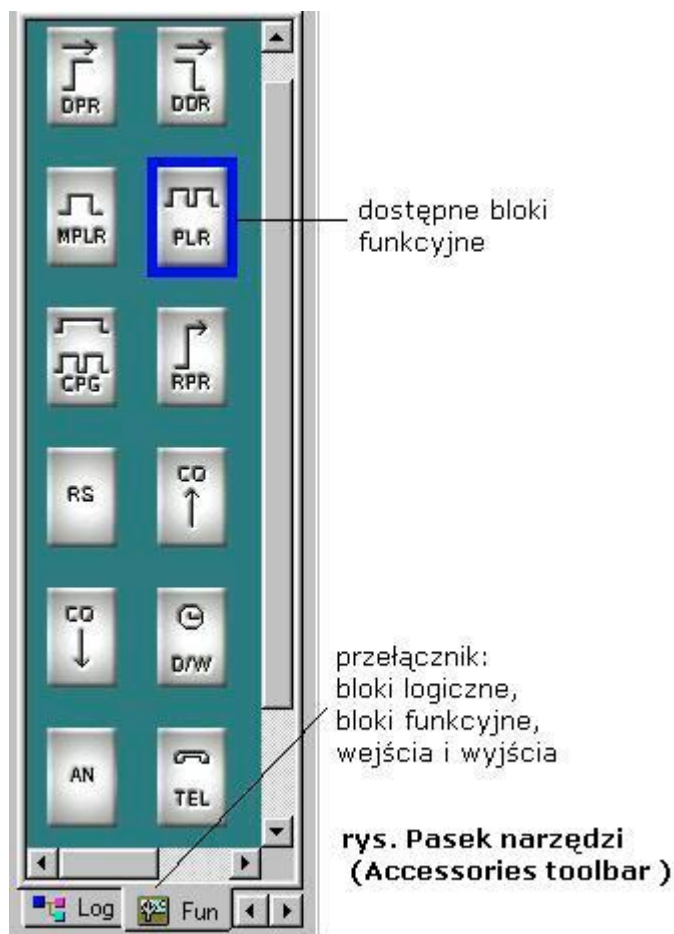 DPR DDR
MPLR PLR
dostępne bloki
funkcyjne
CPG RPR
RS CO
CO D/W
przełącznik:
bloki logiczne,
bloki funkcyjne,
wejścia i wyjścia
AN TEL
rys. Pasek narzędzi
(Accessories toolbar )
Log Fun